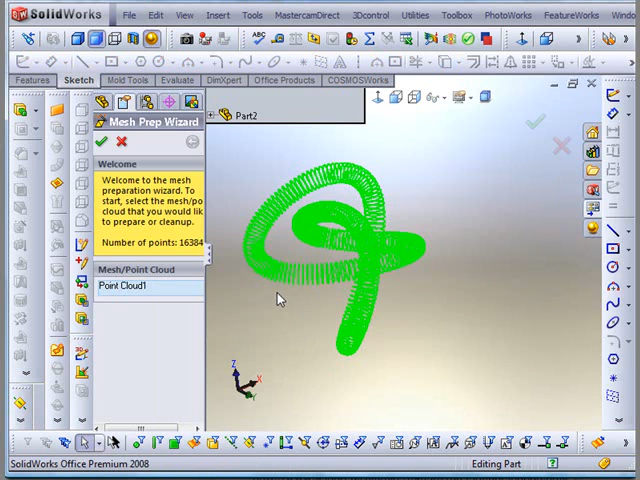 SolidWorks File Edit View Insert Tools MastercamDirect 3Dcontrol Utilities Toolbox PhotoWorks FeatureWorks Windo
Features Sketch Mold Tools Evaluate DimXpert Office Products COSMOSWorks
Part2
Mesh Prep Wizard
Welcome
Welcome to the mesh
preparation wizard. To
start, select the mesh/po
cloud that you would lik
to prepare or cleanup.
Number of points: 16384
Mesh/Point Cloud
Point Cloud1
Z
X
Y
SolidWorks Office Premium 2008 Editing Part